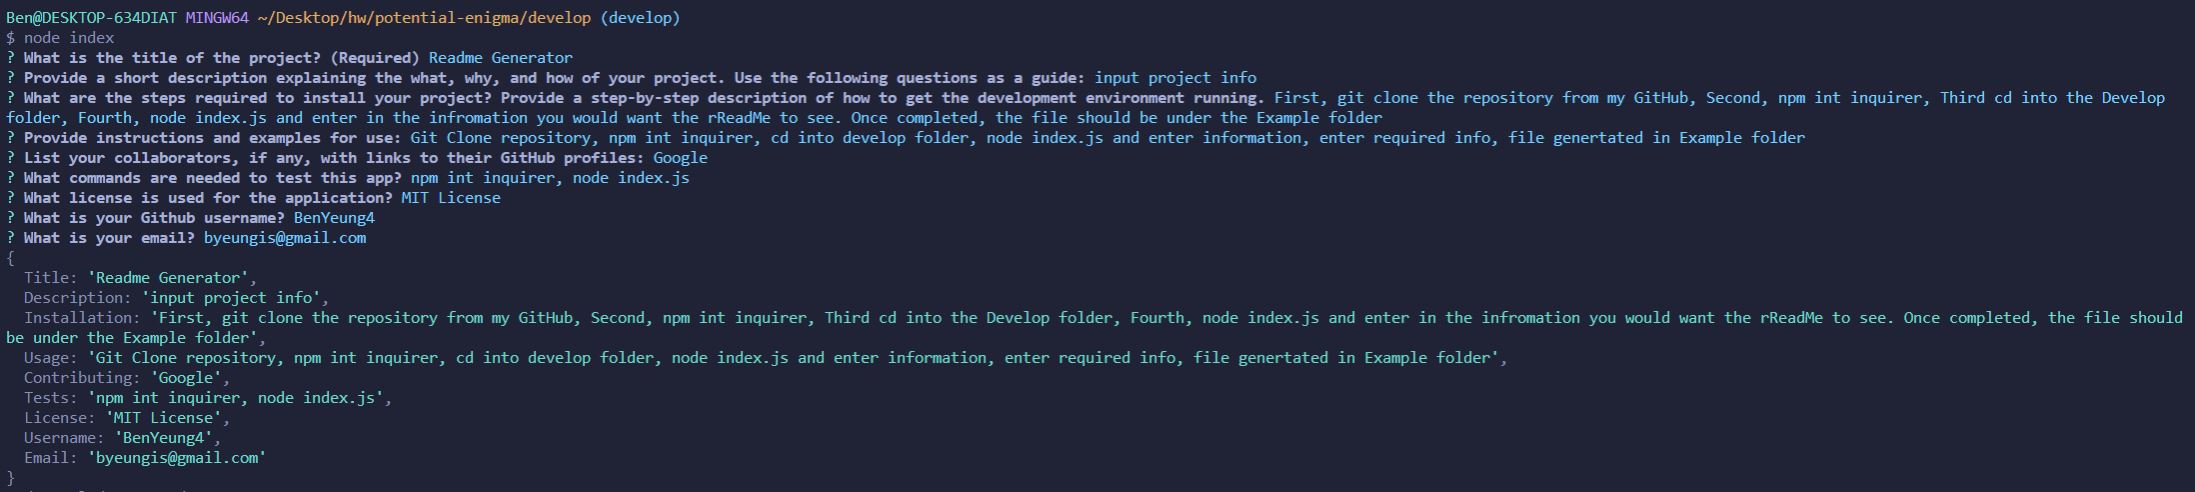 Ben@DESKTOP-634DIAT MINGW64 ~/Desktop/hw/potential-enigma/develop (develop)
$ node index
? What is the title of the project? (Required) Readme Generator
? Provide a short description explaining the what, why, and how of your project. Use the following questions as a guide: input project info
? What are the steps required to install your project? Provide a step-by-step description of how to get the development environment running. First, git clone the repository from my GitHub, Second, npm int inquirer, Third cd into the Develop
folder, Fourth, node index.js and enter in the infromation you would want the rReadMe to see. Once completed, the file should be under the Example folder
? Provide instructions and examples for use: Git Clone repository, npm int inquirer, cd into develop folder, node index.js and enter information, enter required info, file genertated in Example folder
? List your collaborators, if any, with links to their GitHub profiles: Google
? What commands are needed to test this app? npm int inquirer, node index.js
? What license is used for the application? MIT License
? What is your Github username? BenYeung4
? What is your email? byeungis@gmail.com
{
  Title: 'Readme Generator',
  Description: 'input project info',
  Installation: 'First, git clone the repository from my GitHub, Second, npm int inquirer, Third cd into the Develop folder, Fourth, node index.js and enter in the infromation you would want the rReadMe to see. Once completed, the file should
be under the Example folder',
  Usage: 'Git Clone repository, npm int inquirer, cd into develop folder, node index.js and enter information, enter required info, file genertated in Example folder',
  Contributing: 'Google',
  Tests: 'npm int inquirer, node index.js',
  License: 'MIT License',
  Username: 'BenYeung4',
  Email: 'byeungis@gmail.com'
}